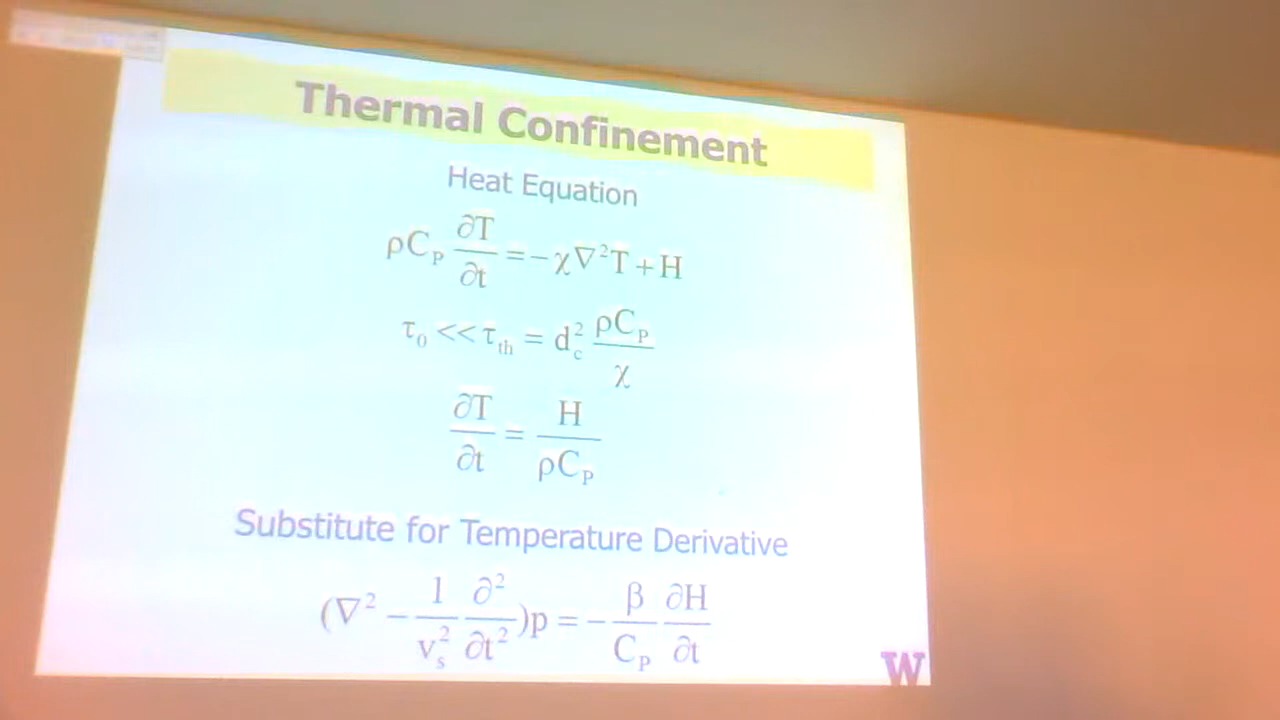 Thermal Confinement
Heat Equation
ρC_P ∂T/∂t = -χ∇²T + H
τ₀ << τ_th = d_c² ρC_P/χ
∂T/∂t = H/ρC_P
Substitute for Temperature Derivative
(∇² - 1/v_s² ∂²/∂t²)p = - β/C_P ∂H/∂t
W